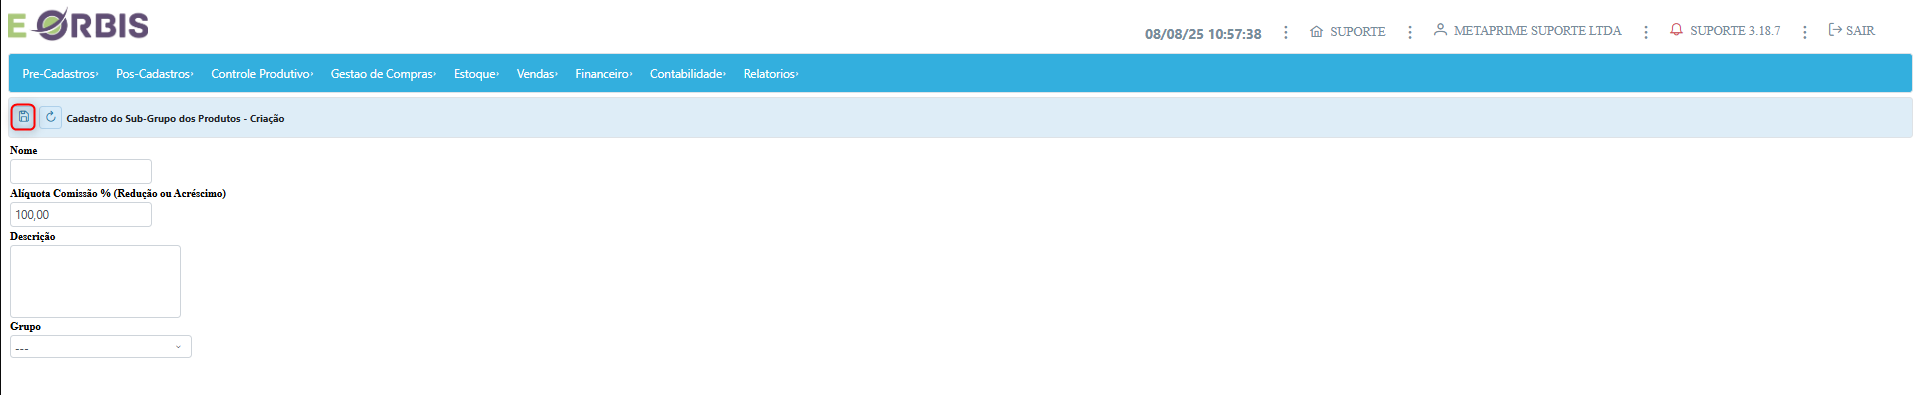 E ORBIS
08/08/25 10:57:38 SUPORTE METAPRIME SUPORTE LTDA SUPORTE 3.18.7 SAIR
Pre-Cadastros Pos-Cadastros Controle Produtivo Gestao de Compras Estoque Vendas Financeiro Contabilidade Relatorios
Cadastro do Sub-Grupo dos Produtos - Criação
Nome
Alíquota Comissão % (Redução ou Acréscimo)
100,00
Descrição
Grupo
---